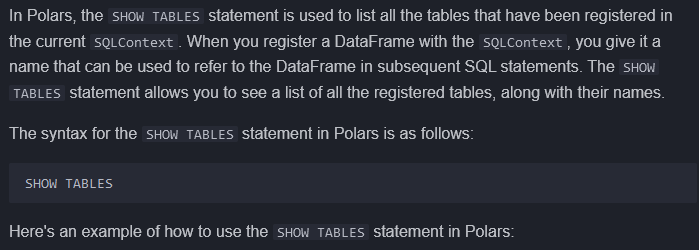 In Polars, the SHOW TABLES statement is used to list all the tables that have been registered in
the current SQLContext. When you register a DataFrame with the SQLContext, you give it a
name that can be used to refer to the DataFrame in subsequent SQL statements. The SHOW
TABLES statement allows you to see a list of all the registered tables, along with their names.
The syntax for the SHOW TABLES statement in Polars is as follows:
SHOW TABLES
Here's an example of how to use the SHOW TABLES statement in Polars: